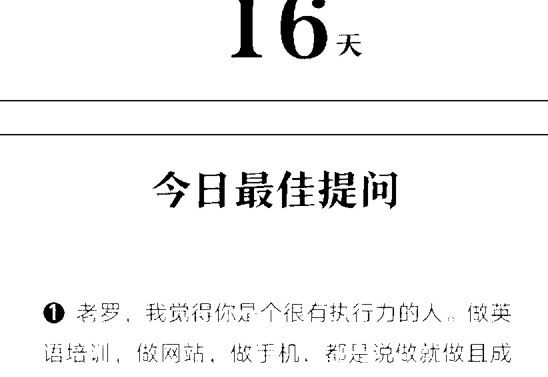 16天
今日最佳提问
❶ 老罗，我觉得你是个很有执行力的人。做英
语培训，做网站，做手机，都是说做就做且成